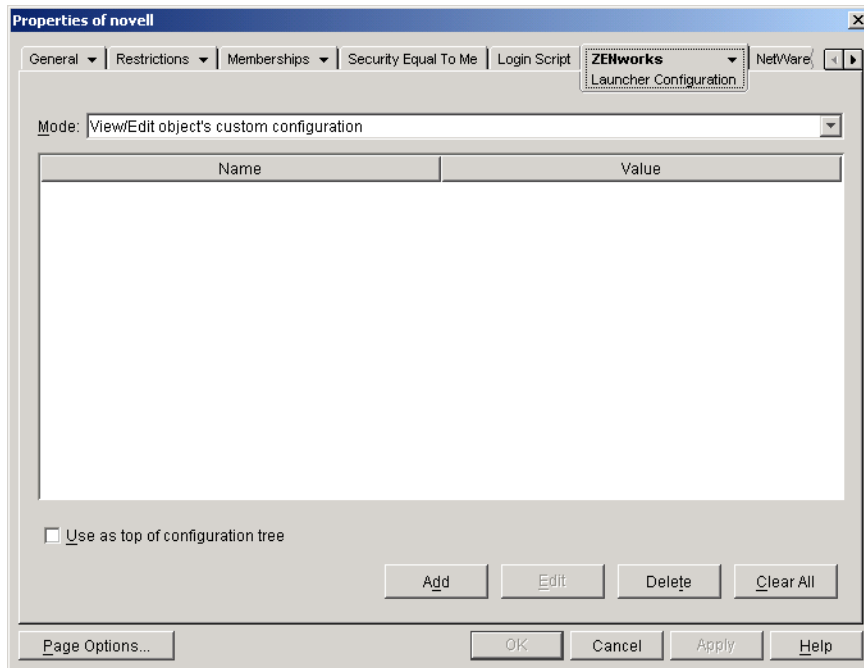 Properties of novell
General Restrictions Memberships Security Equal To Me Login Script ZENworks NetWare
Launcher Configuration
Mode: View/Edit object's custom configuration
Name Value
Use as top of configuration tree
Add Edit Delete Clear All
Page Options... OK Cancel Apply Help